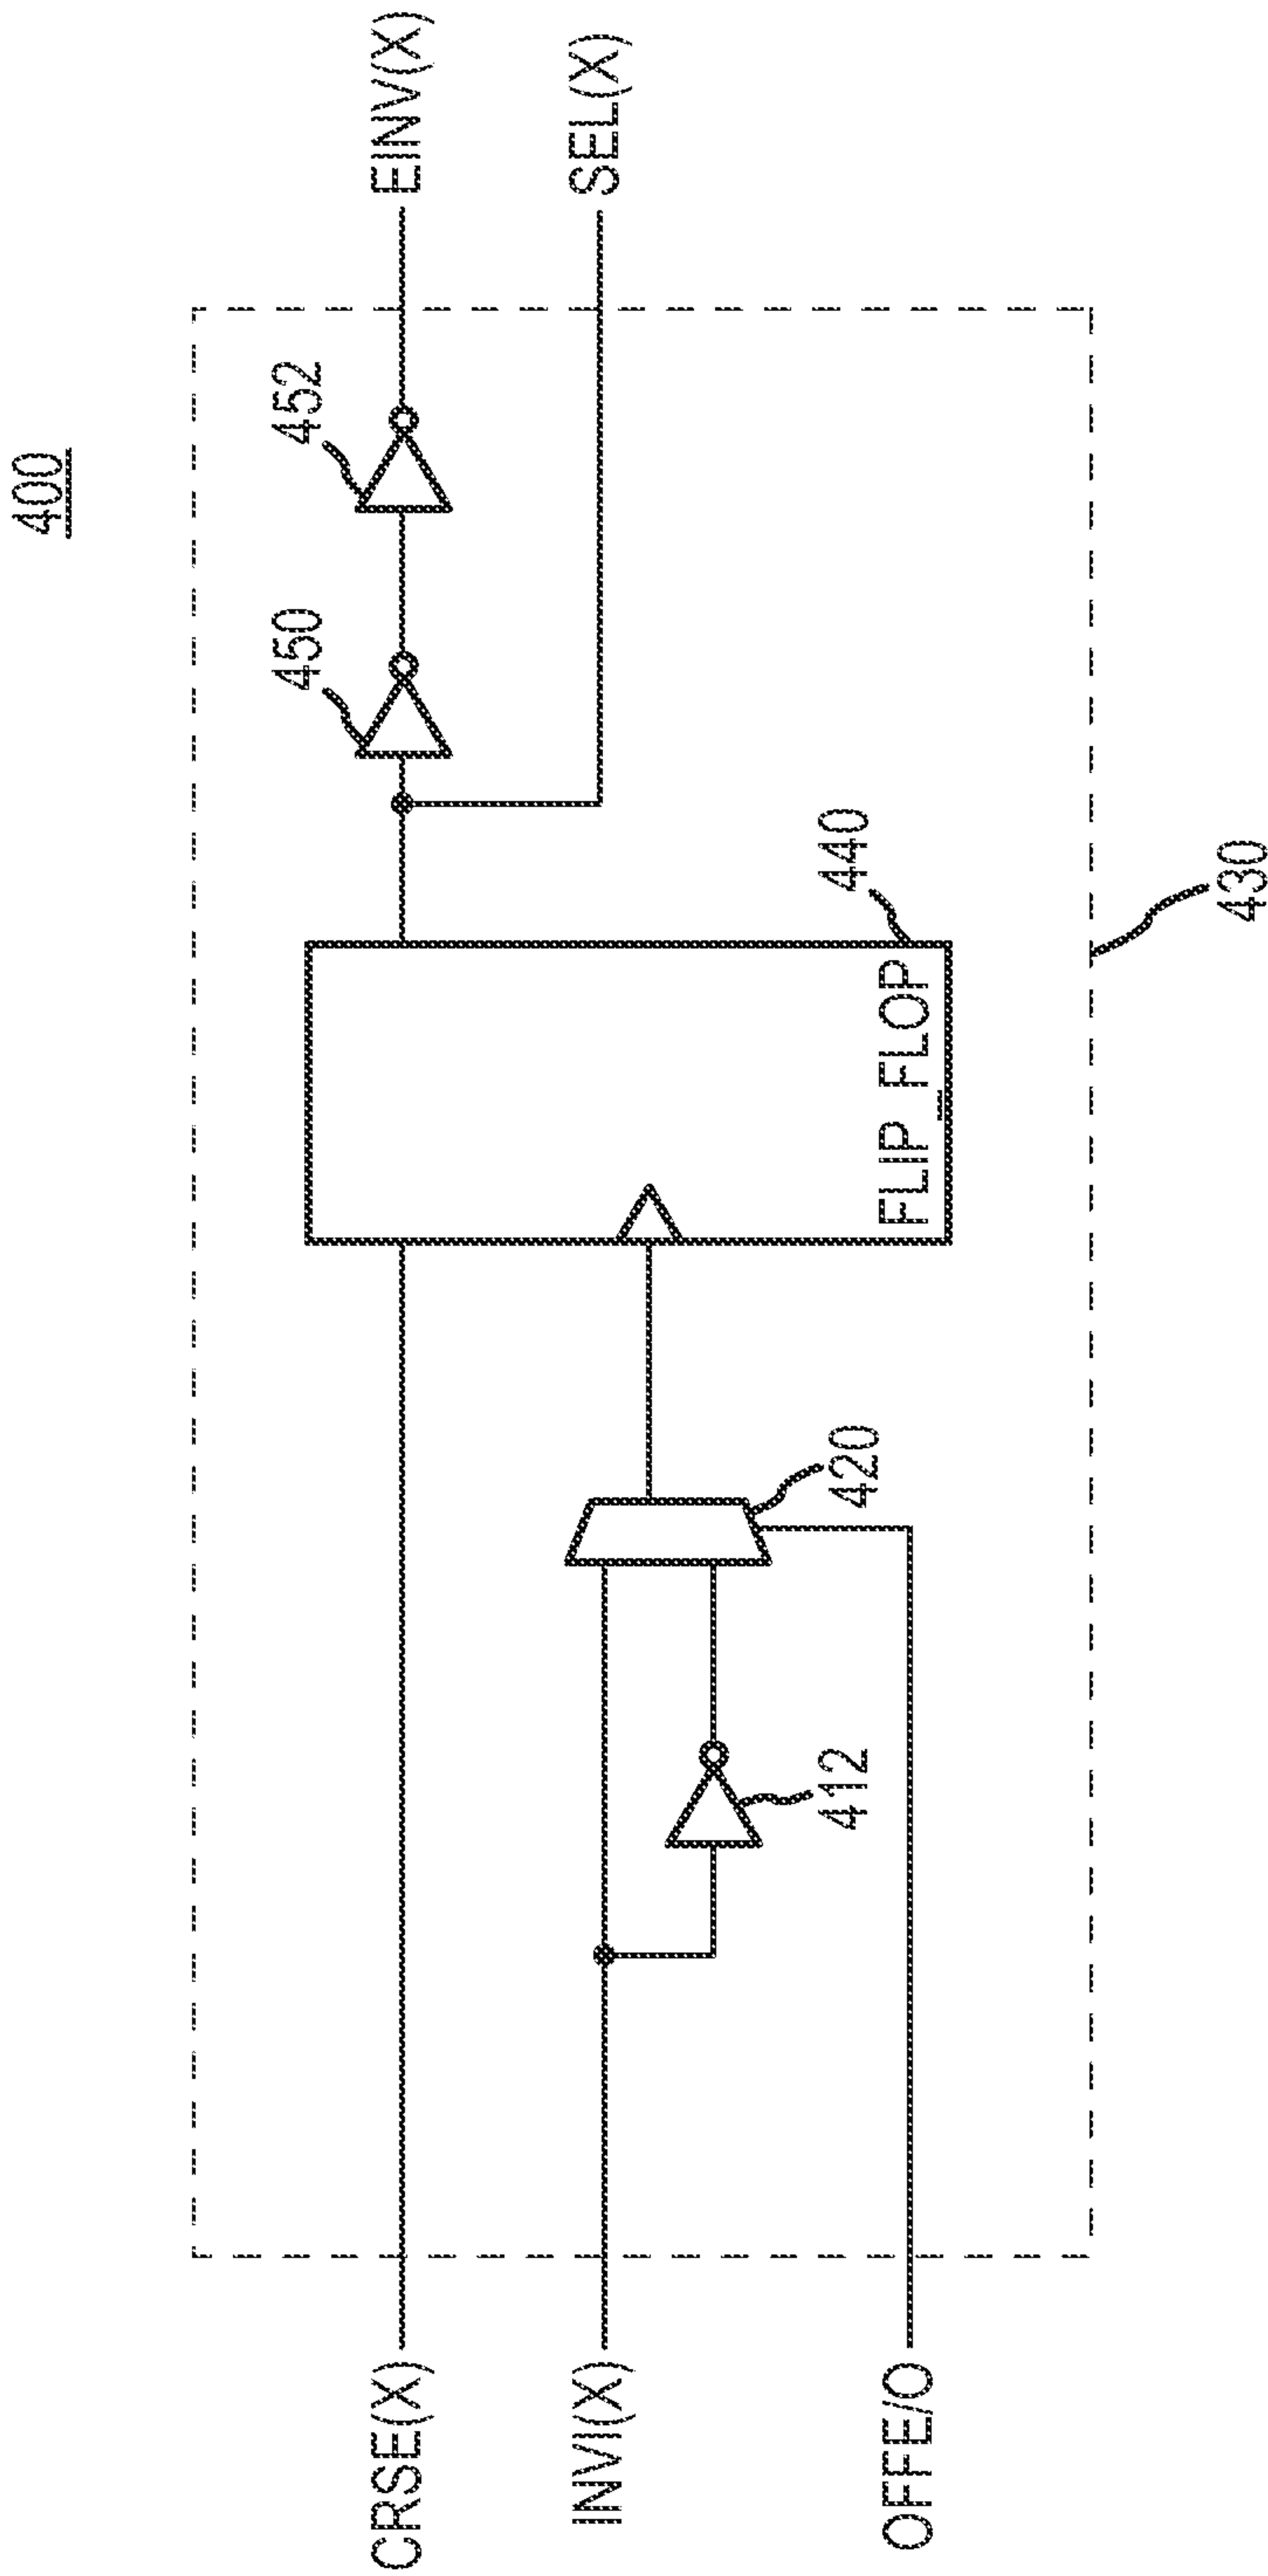 400
452
EINV(X)
450
SEL(X)
440
FLIP_FLOP
430
420
412
CRSE(X)
INVI(X)
OFFE/O